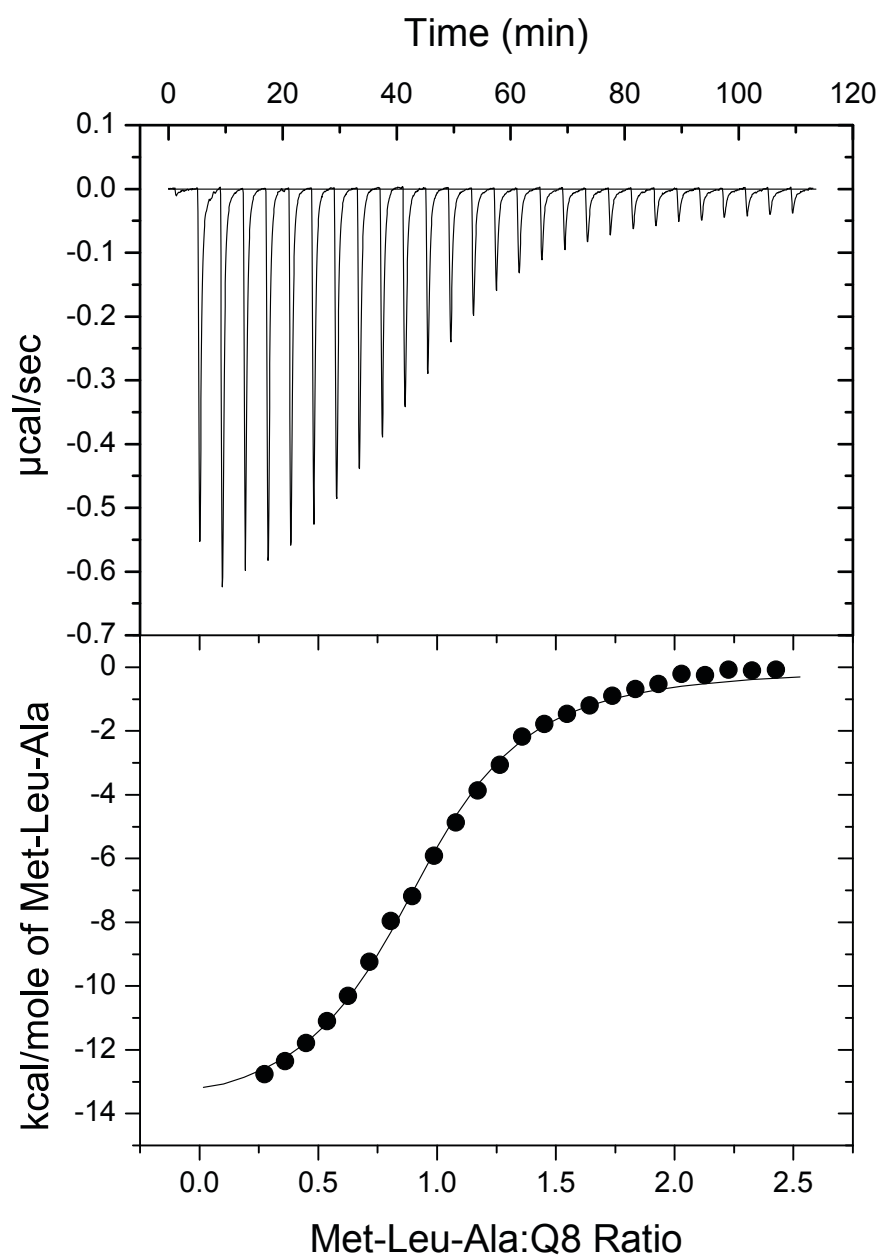 Time (min)
0 20 40 60 80 100 120
0.1
0.0
-0.1
-0.2
-0.3
-0.4
-0.5
-0.6
-0.7
µcal/sec
0
-2
-4
-6
-8
-10
-12
-14
kcal/mole of Met-Leu-Ala
0.0 0.5 1.0 1.5 2.0 2.5
Met-Leu-Ala:Q8 Ratio